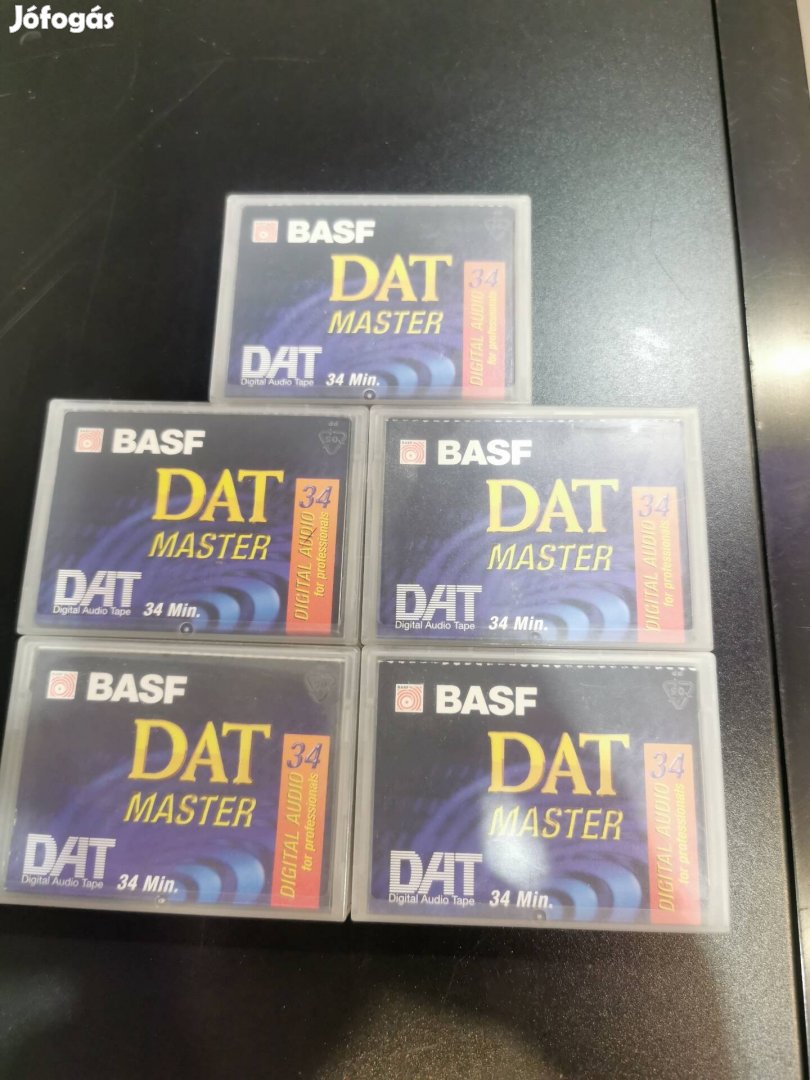 Jófogás
BASF
DAT
MASTER
34
DIGITAL AUDIO
for professionals
DAT
Digital Audio Tape
34 Min.
BASF
DAT
MASTER
34
DIGITAL AUDIO
for professionals
DAT
Digital Audio Tape
34 Min.
BASF
DAT
MASTER
34
DIGITAL AUDIO
for professionals
DAT
Digital Audio Tape
34 Min.
BASF
DAT
MASTER
34
DIGITAL AUDIO
for professionals
DAT
Digital Audio Tape
34 Min.
BASF
DAT
MASTER
34
DIGITAL AUDIO
for professionals
DAT
Digital Audio Tape
34 Min.